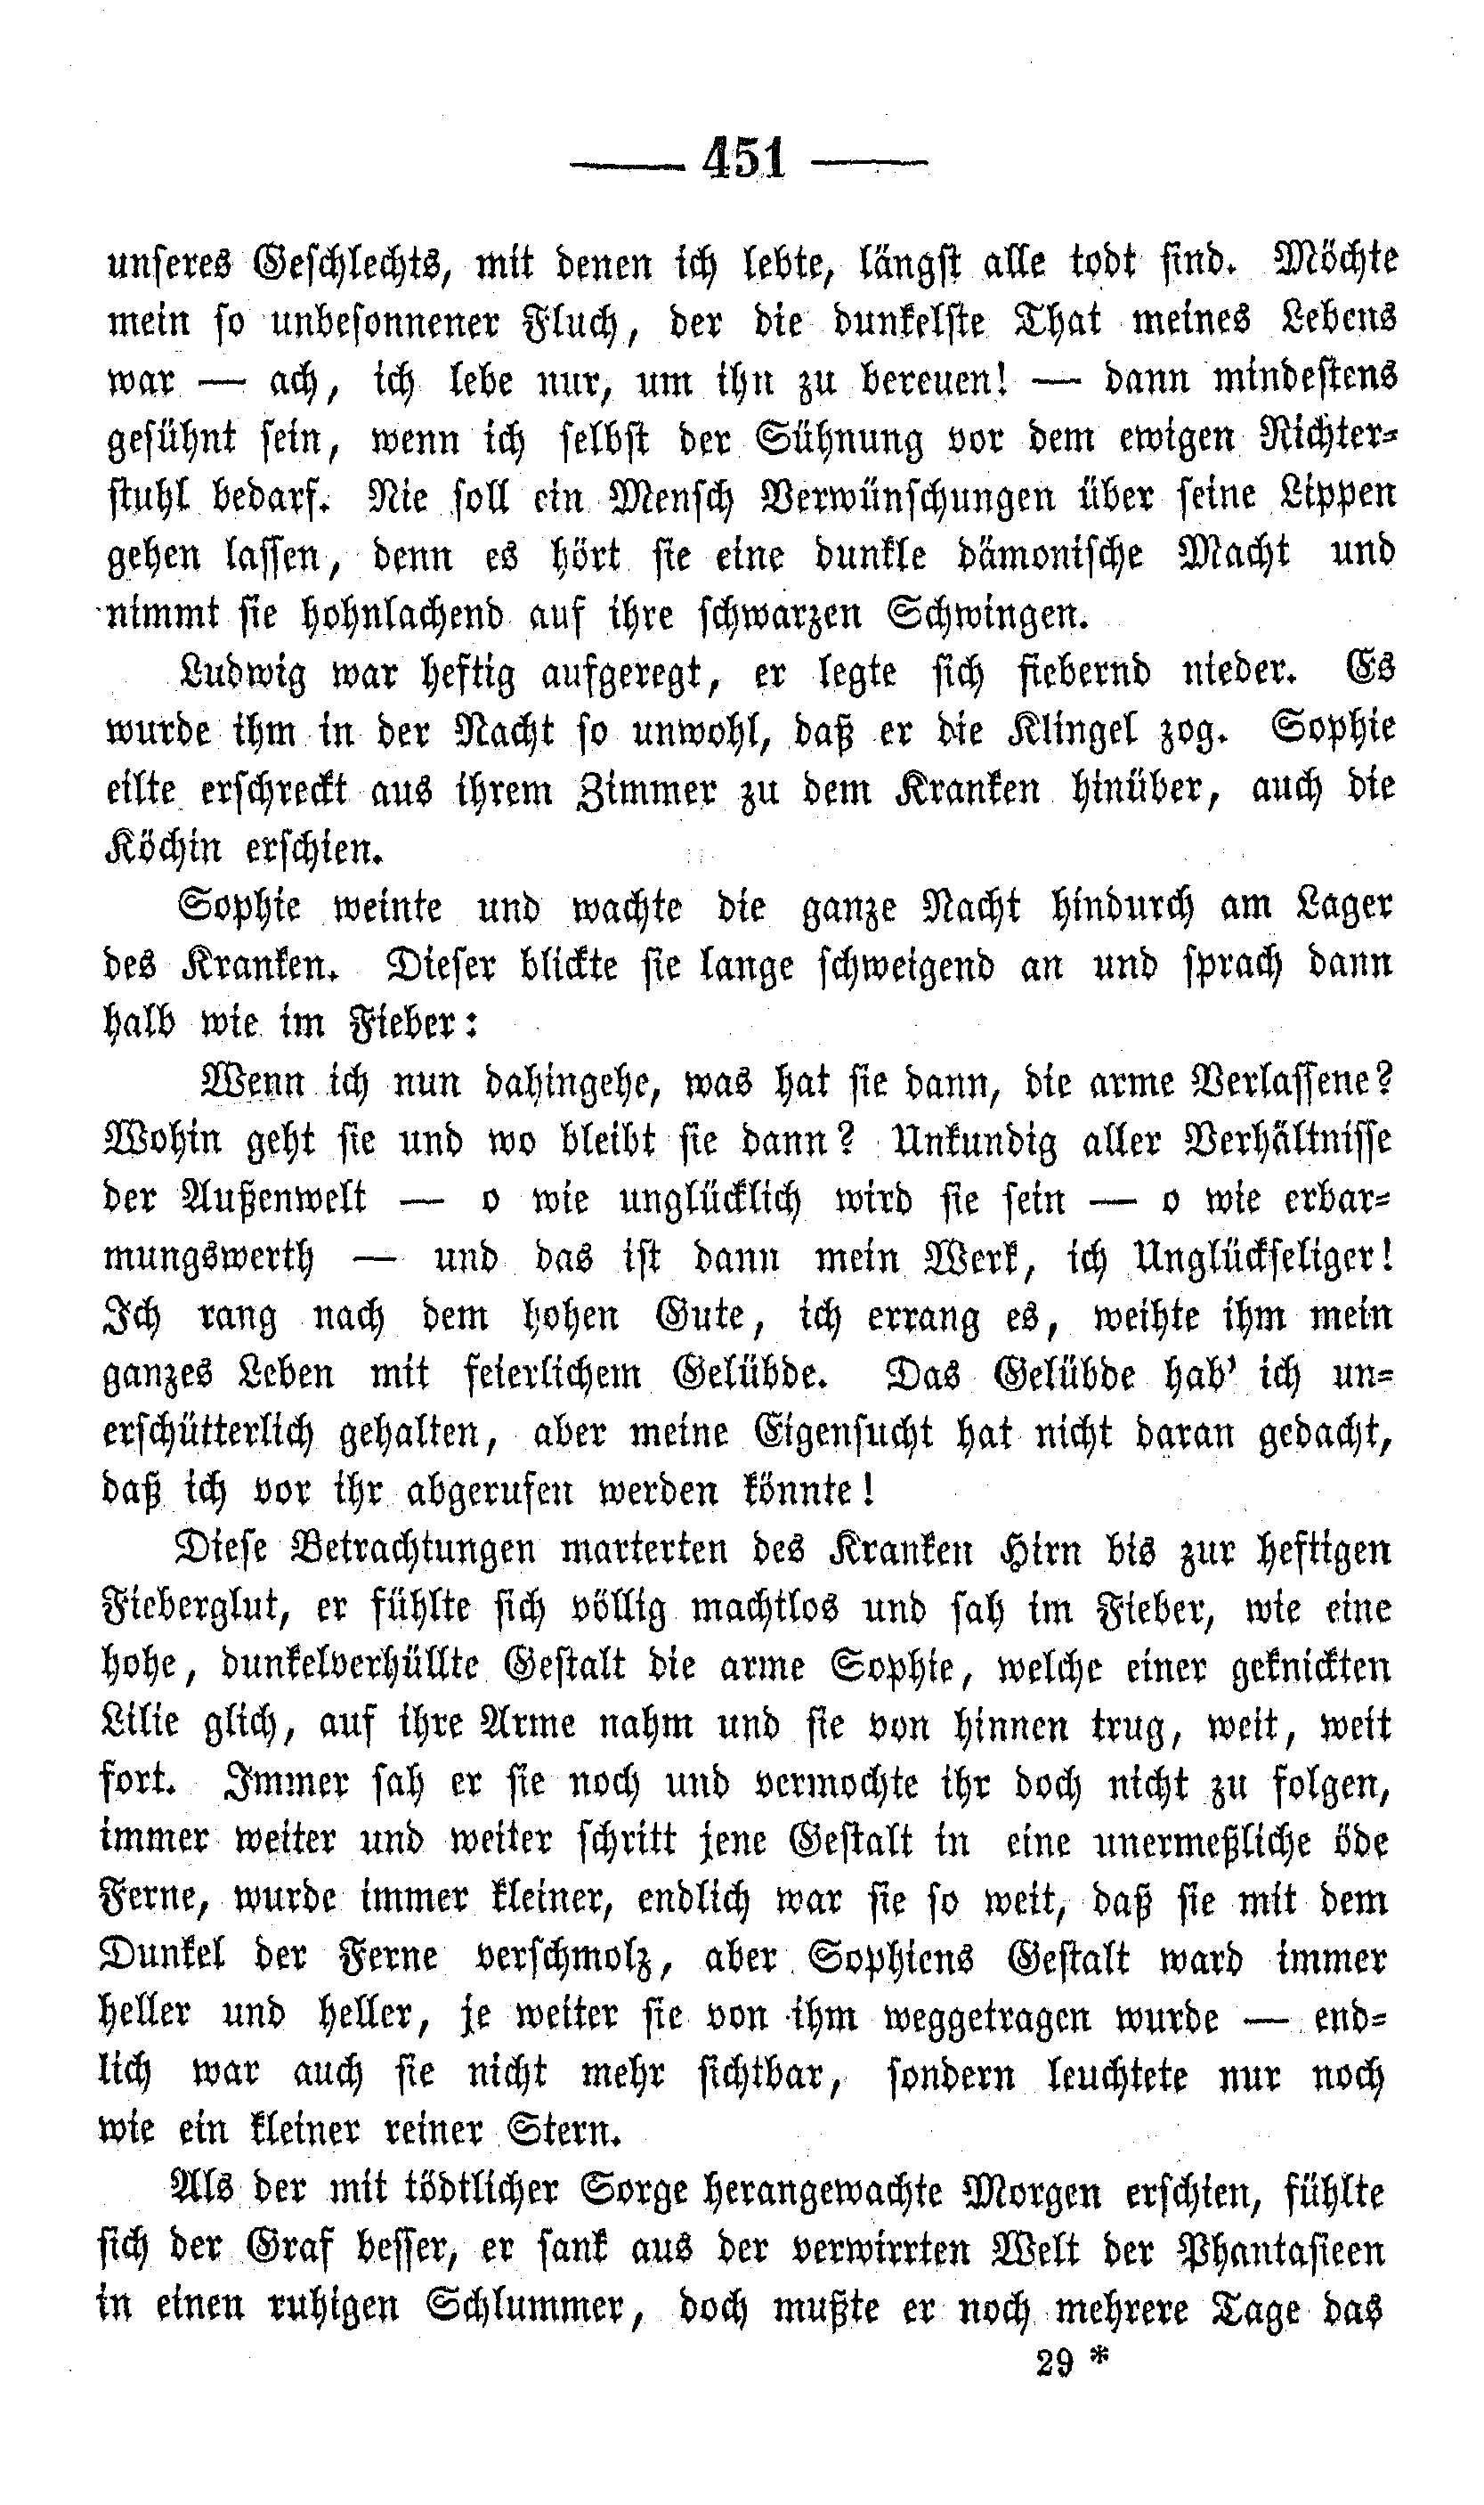 —— 451 ——
unseres Geschlechts, mit denen ich lebte, längst alle todt sind. Möchte
mein so unbesonnener Fluch, der die dunkelste That meines Lebens
war — ach, ich lebe nur, um ihn zu bereuen! — dann mindestens
gesühnt sein, wenn ich selbst der Sühnung vor dem ewigen Richter-
stuhl bedarf. Nie soll ein Mensch Verwünschungen über seine Lippen
gehen lassen, denn es hört sie eine dunkle dämonische Macht und
nimmt sie hohnlachend auf ihre schwarzen Schwingen.
Ludwig war heftig aufgeregt, er legte sich fiebernd nieder. Es
wurde ihm in der Nacht so unwohl, daß er die Klingel zog. Sophie
eilte erschreckt aus ihrem Zimmer zu dem Kranken hinüber, auch die
Köchin erschien.
Sophie weinte und wachte die ganze Nacht hindurch am Lager
des Kranken. Dieser blickte sie lange schweigend an und sprach dann
halb wie im Fieber:
Wenn ich nun dahingehe, was hat sie dann, die arme Verlassene?
Wohin geht sie und wo bleibt sie dann? Unkundig aller Verhältnisse
der Außenwelt — o wie unglücklich wird sie sein — o wie erbar-
mungswerth — und das ist dann mein Werk, ich Unglückseliger!
Ich rang nach dem hohen Gute, ich errang es, weihte ihm mein
ganzes Leben mit feierlichem Gelübde. Das Gelübde hab' ich un-
erschütterlich gehalten, aber meine Eigensucht hat nicht daran gedacht,
daß ich vor ihr abgerufen werden könnte!
Diese Betrachtungen marterten des Kranken Hirn bis zur heftigen
Fieberglut, er fühlte sich völlig machtlos und sah im Fieber, wie eine
hohe, dunkelverhüllte Gestalt die arme Sophie, welche einer geknickten
Lilie glich, auf ihre Arme nahm und sie von hinnen trug, weit, weit
fort. Immer sah er sie noch und vermochte ihr doch nicht zu folgen,
immer weiter und weiter schritt jene Gestalt in eine unermeßliche öde
Ferne, wurde immer kleiner, endlich war sie so weit, daß sie mit dem
Dunkel der Ferne verschmolz, aber Sophiens Gestalt ward immer
heller und heller, je weiter sie von ihm weggetragen wurde — end-
lich war auch sie nicht mehr sichtbar, sondern leuchtete nur noch
wie ein kleiner reiner Stern.
Als der mit tödtlicher Sorge herangewachte Morgen erschien, fühlte
sich der Graf besser, er sank aus der verwirrten Welt der Phantasieen
in einen ruhigen Schlummer, doch mußte er noch mehrere Tage das
29 *